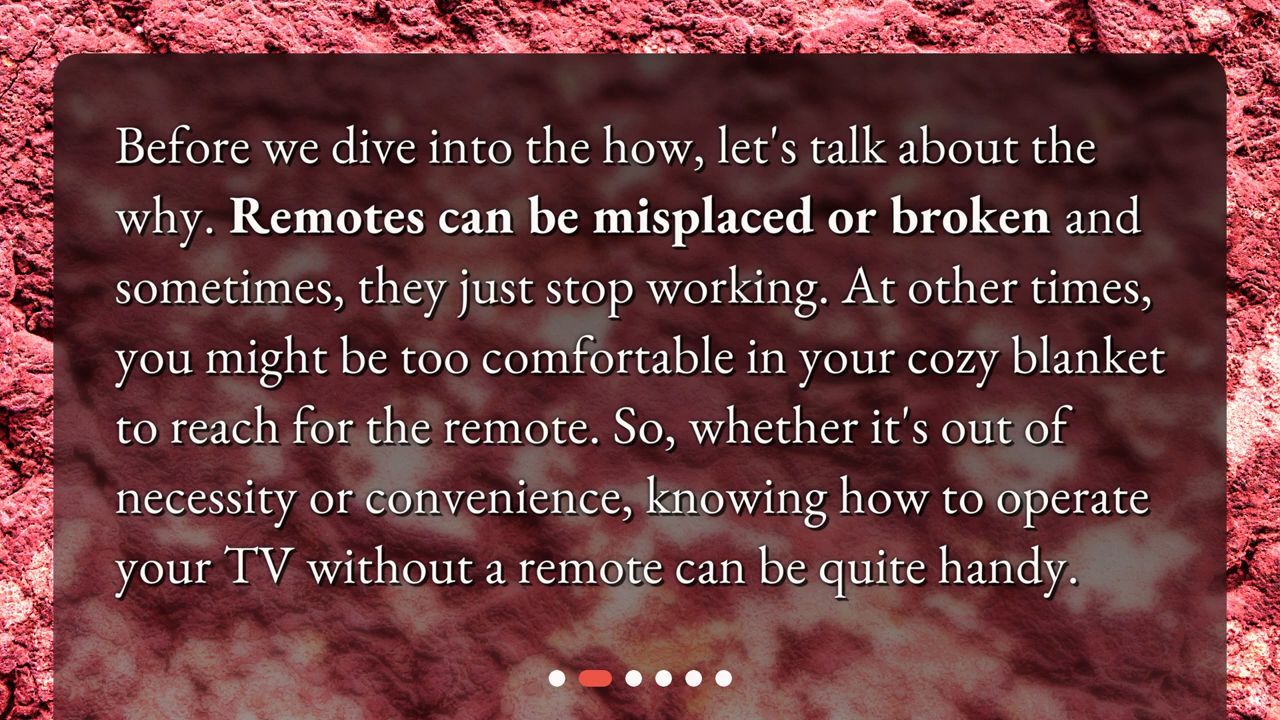 Before we dive into the how, let's talk about the
why. Remotes can be misplaced or broken and
sometimes, they just stop working. At other times,
you might be too comfortable in your cozy blanket
to reach for the remote. So, whether it's out of
necessity or convenience, knowing how to operate
your TV without a remote can be quite handy.